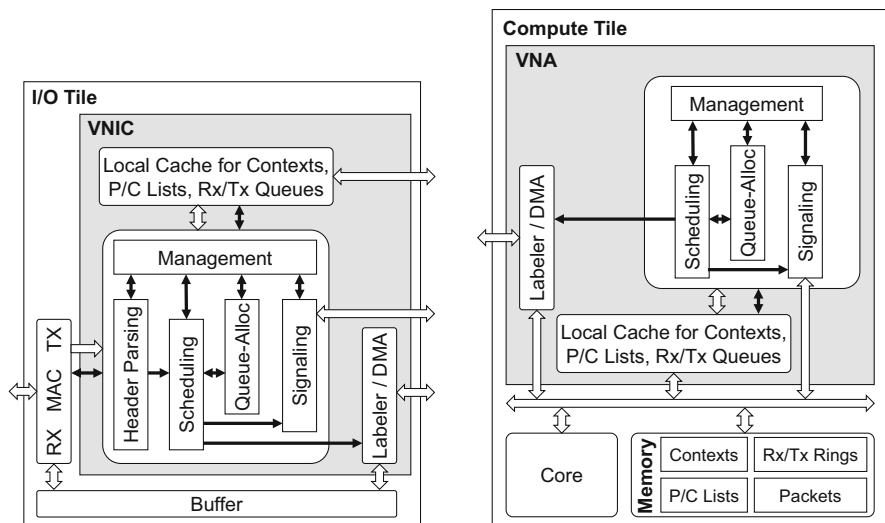 I/O Tile
VNIC
Local Cache for Contexts,
P/C Lists, Rx/Tx Queues
Management
Header Parsing
Scheduling
Queue-Alloc
Signaling
Labeler / DMA
RX MAC TX
Buffer
Compute Tile
VNA
Management
Scheduling
Queue-Alloc
Signaling
Labeler / DMA
Local Cache for Contexts,
P/C Lists, Rx/Tx Queues
Core
Memory
Contexts
Rx/Tx Rings
P/C Lists
Packets